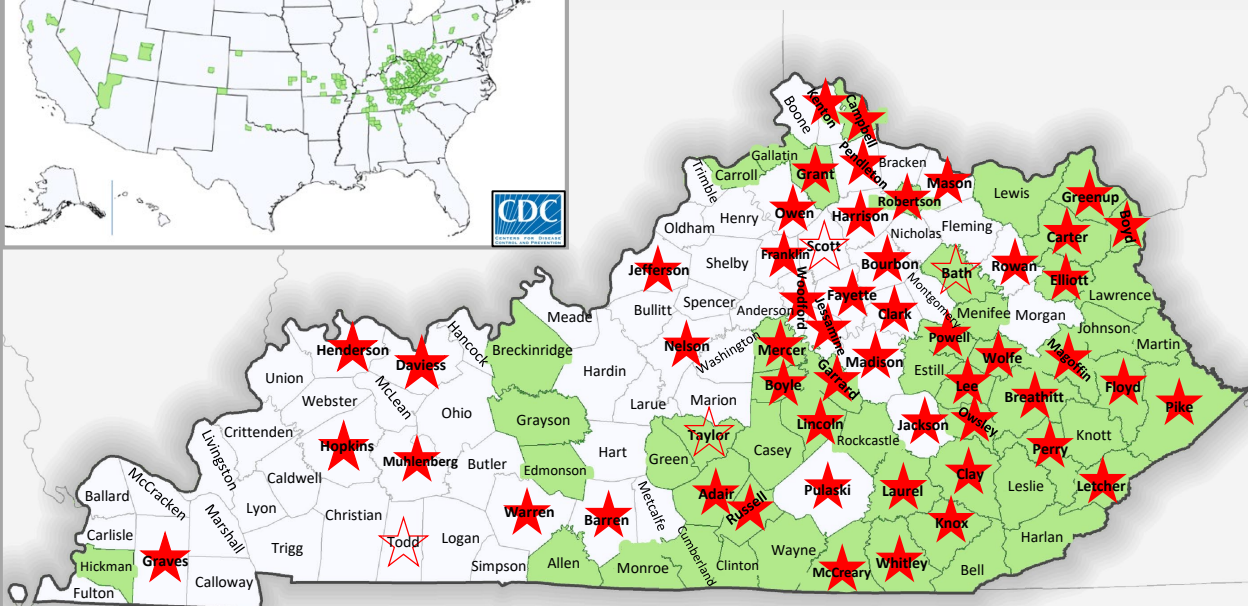 CDC
CENTERS FOR DISEASE
CONTROL AND PREVENTION
Boone
Kenton
Campbell
Gallatin
Carroll
Grant
Pendleton
Bracken
Trimble
Mason
Robertson
Lewis
Greenup
Boyd
Henry
Owen
Harrison
Oldham
Nicholas
Fleming
Carter
Scott
Franklin
Shelby
Jefferson
Bourbon
Bath
Rowan
Elliott
Lawrence
Woodford
Fayette
Montgomery
Clark
Spencer
Bullitt
Anderson
Jessamine
Menifee
Morgan
Johnson
Martin
Meade
Hancock
Breckinridge
Henderson
Daviess
Nelson
Washington
Mercer
Madison
Powell
Wolfe
Magoffin
Estill
Garrard
Boyle
Lee
Floyd
Pike
Breathitt
Union
Webster
McLean
Ohio
Hardin
Larue
Marion
Grayson
Taylor
Lincoln
Rockcastle
Jackson
Owsley
Perry
Knott
Crittenden
Livingston
Hopkins
Muhlenberg
Butler
Hart
Edmonson
Green
Casey
Caldwell
Ballard
McCracken
Marshall
Lyon
Christian
Warren
Barren
Metcalfe
Adair
Russell
Pulaski
Laurel
Clay
Leslie
Letcher
Carlisle
Graves
Trigg
Todd
Logan
Simpson
Allen
Monroe
Cumberland
Clinton
Wayne
McCreary
Whitley
Knox
Bell
Harlan
Hickman
Fulton
Calloway